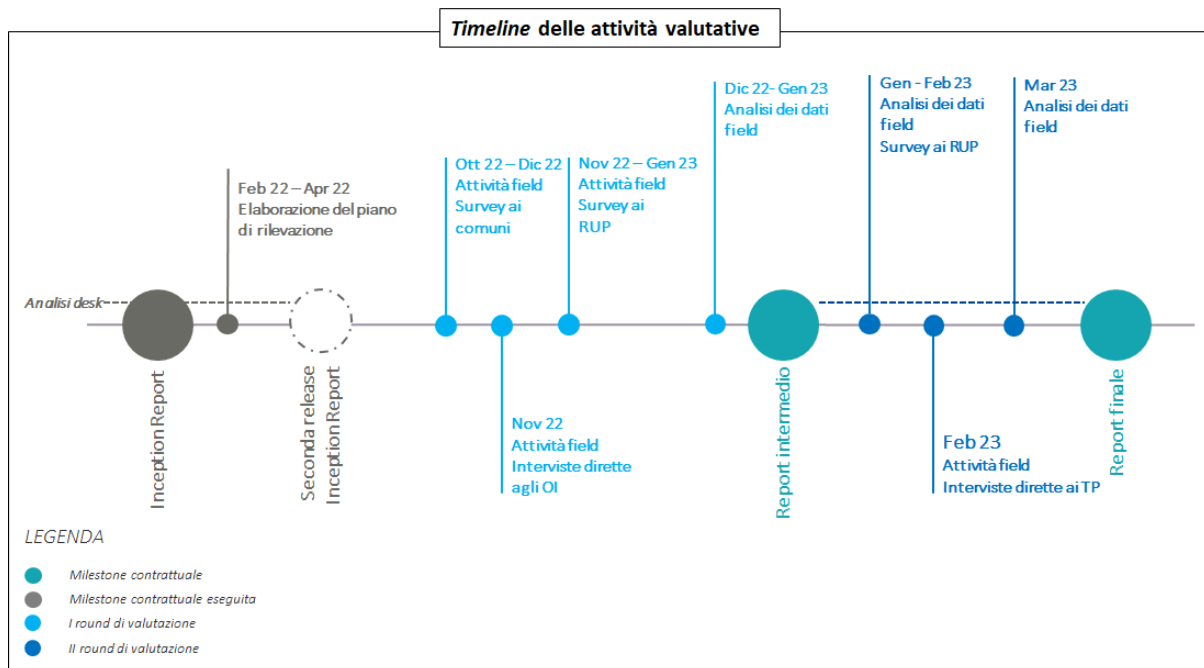 Timeline delle attività valutative
Feb 22 – Apr 22
Elaborazione del piano
di rilevazione
Ott 22 – Dic 22
Attività field
Survey ai
comuni
Nov 22 – Gen 23
Attività field
Survey ai
RUP
Dic 22- Gen 23
Analisi dei dati
field
Gen - Feb 23
Analisi dei dati
field
Survey ai RUP
Mar 23
Analisi dei dati
field
Analisi desk
Inception Report
Seconda release
Inception Report
Nov 22
Attività field
Interviste dirette
agli OI
Report intermedio
Feb 23
Attività field
Interviste dirette ai TP
Report finale
LEGENDA
Milestone contrattuale
Milestone contrattuale eseguita
I round di valutazione
II round di valutazione